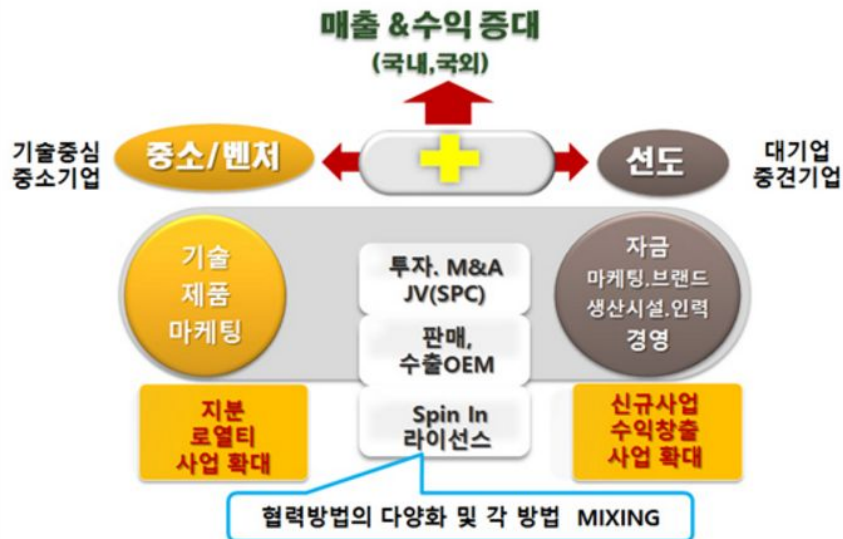 매출 & 수익 증대
(국내,국외)
기술중심
중소기업
중소/벤처
선도
대기업
중견기업
기술
제품
마케팅
투자. M&A
JV(SPC)
판매,
수출OEM
Spin In
라이선스
자금
마케팅.브랜드
생산시설.인력
경영
지분
로열티
사업 확대
신규사업
수익창출
사업 확대
협력방법의 다양화 및 각 방법 MIXING